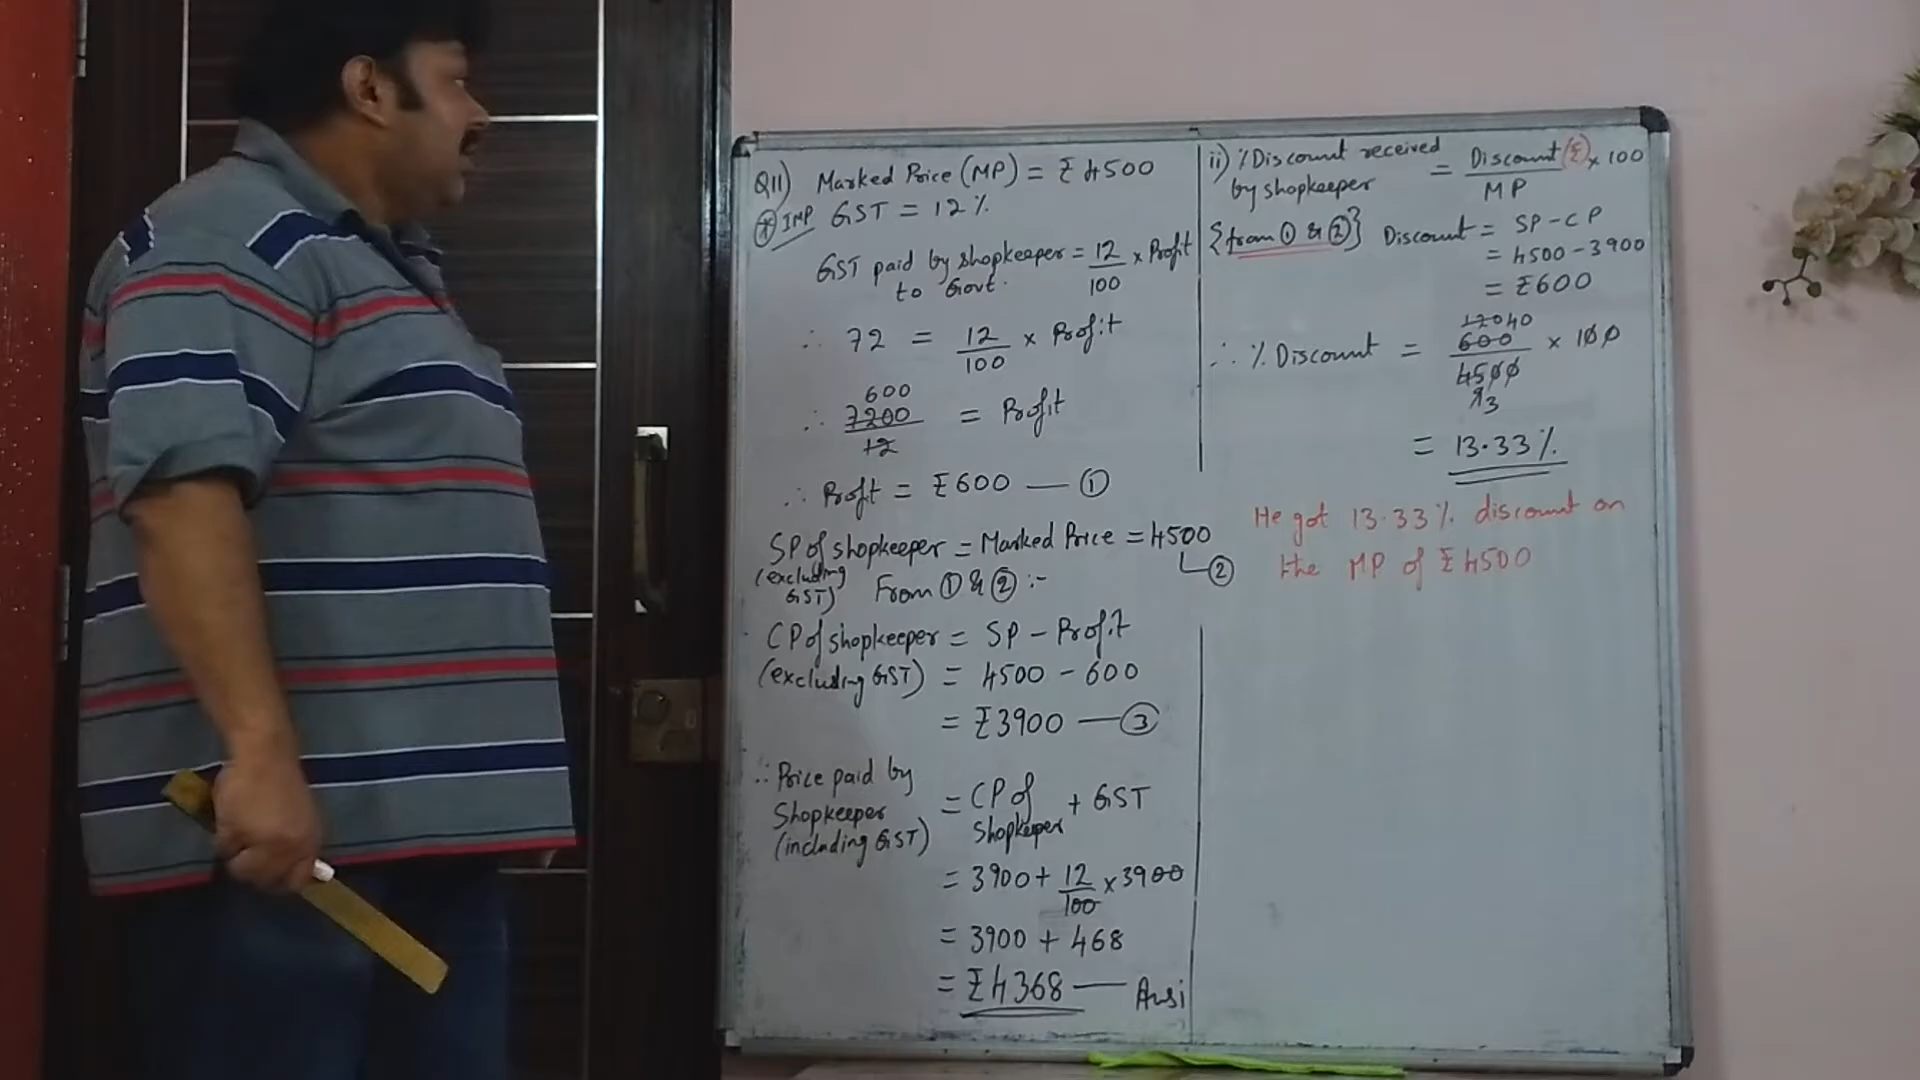 Q11) Marked Price (MP) = ₹4500
* IMP GST = 12%
GST paid by shopkeeper = 12/100 × Profit
to Govt.
∴ 72 = 12/100 × Profit
600
∴ 7200/12 = Profit
∴ Profit = ₹600 — ①
SP of shopkeeper = Marked Price = 4500
(excluding GST) From ① & ② :- — ②
CP of shopkeeper = SP - Profit
(excluding GST) = 4500 - 600
= ₹3900 — ③
∴ Price paid by
Shopkeeper = CP of Shopkeeper + GST
(including GST)
= 3900 + 12/100 × 3900
= 3900 + 468
= ₹4368 — Ans i
ii) % Discount received = Discount (₹)/MP × 100
by shopkeeper
{from ① & ②} Discount = SP - CP
= 4500 - 3900
= ₹600
120 40
∴ % Discount = 600/4500 × 100
9 3
= 13.33%
He got 13.33% discount on
the MP of ₹4500